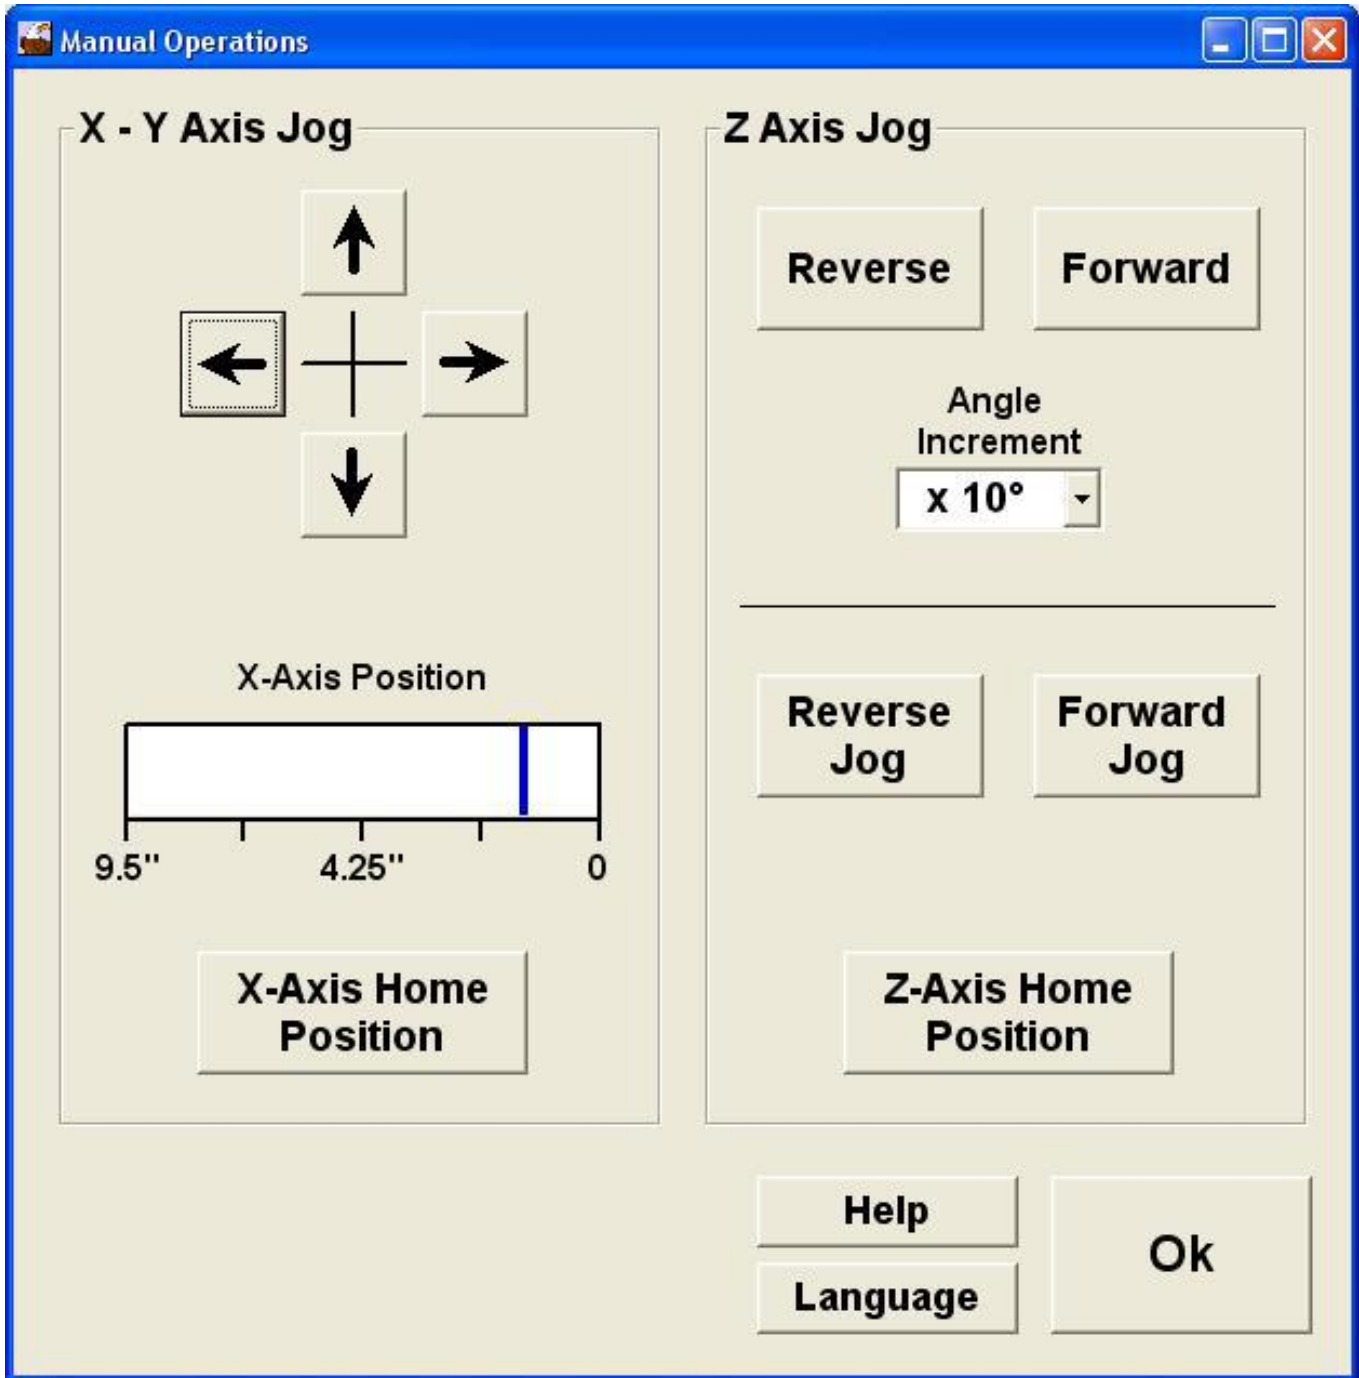 Manual Operations
X - Y Axis Jog
X-Axis Position
9.5" 4.25" 0
X-Axis Home
Position
Z Axis Jog
Reverse Forward
Angle
Increment
x 10°
Reverse
Jog
Forward
Jog
Z-Axis Home
Position
Help
Language
Ok